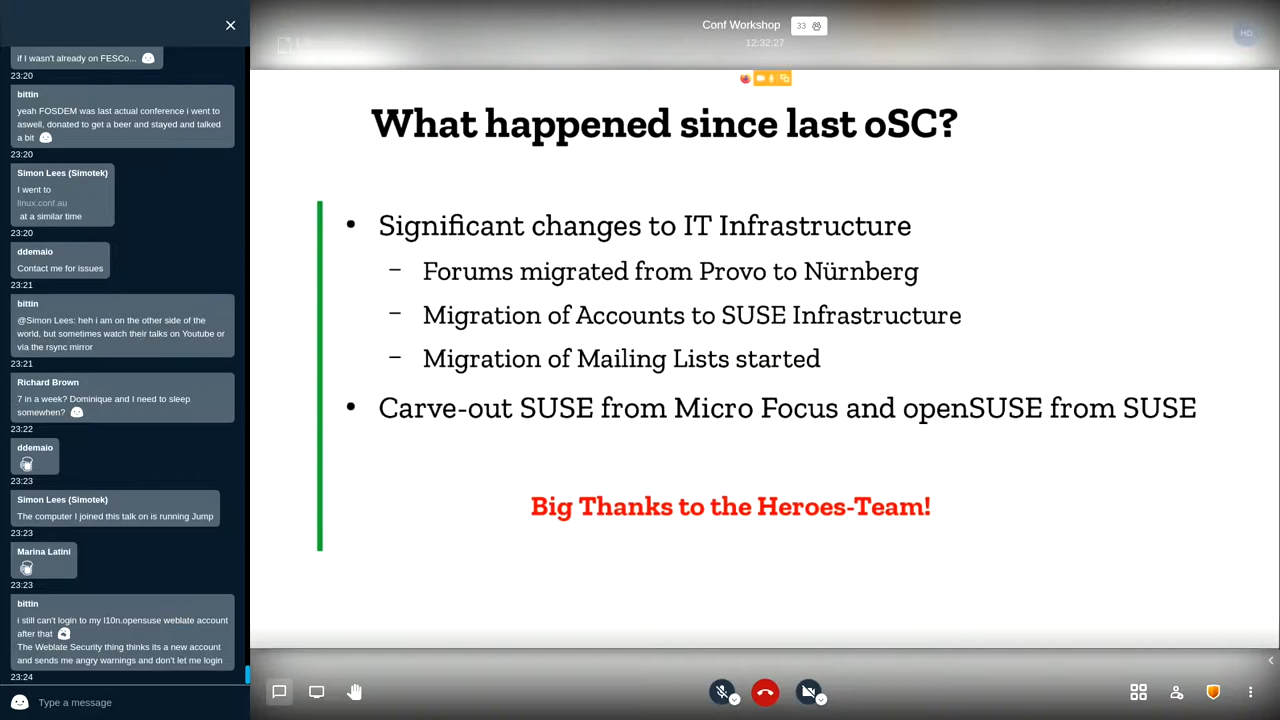 if I wasn't already on FESCo...
23:20
bittin
yeah FOSDEM was last actual conference i went to
aswell. donated to get a beer and stayed and talked
a bit
23:20
Simon Lees (Simotek)
I went to
linux.conf.au
at a similar time
23:20
ddemaio
Contact me for issues
23:21
bittin
@Simon Lees: heh i am on the other side of the
world, but sometimes watch their talks on Youtube or
via the rsync mirror
23:21
Richard Brown
7 in a week? Dominique and I need to sleep
somewhen?
23:22
ddemaio
23:23
Simon Lees (Simotek)
The computer I joined this talk on is running Jump
23:23
Marina Latini
23:23
bittin
i still can't login to my l10n.opensuse weblate account
after that
The Weblate Security thing thinks its a new account
and sends me angry warnings and don't let me login
23:24
Type a message
Conf Workshop
33
12:32:27
HD
What happened since last oSC?
• Significant changes to IT Infrastructure
– Forums migrated from Provo to Nürnberg
– Migration of Accounts to SUSE Infrastructure
– Migration of Mailing Lists started
• Carve-out SUSE from Micro Focus and openSUSE from SUSE
Big Thanks to the Heroes-Team!